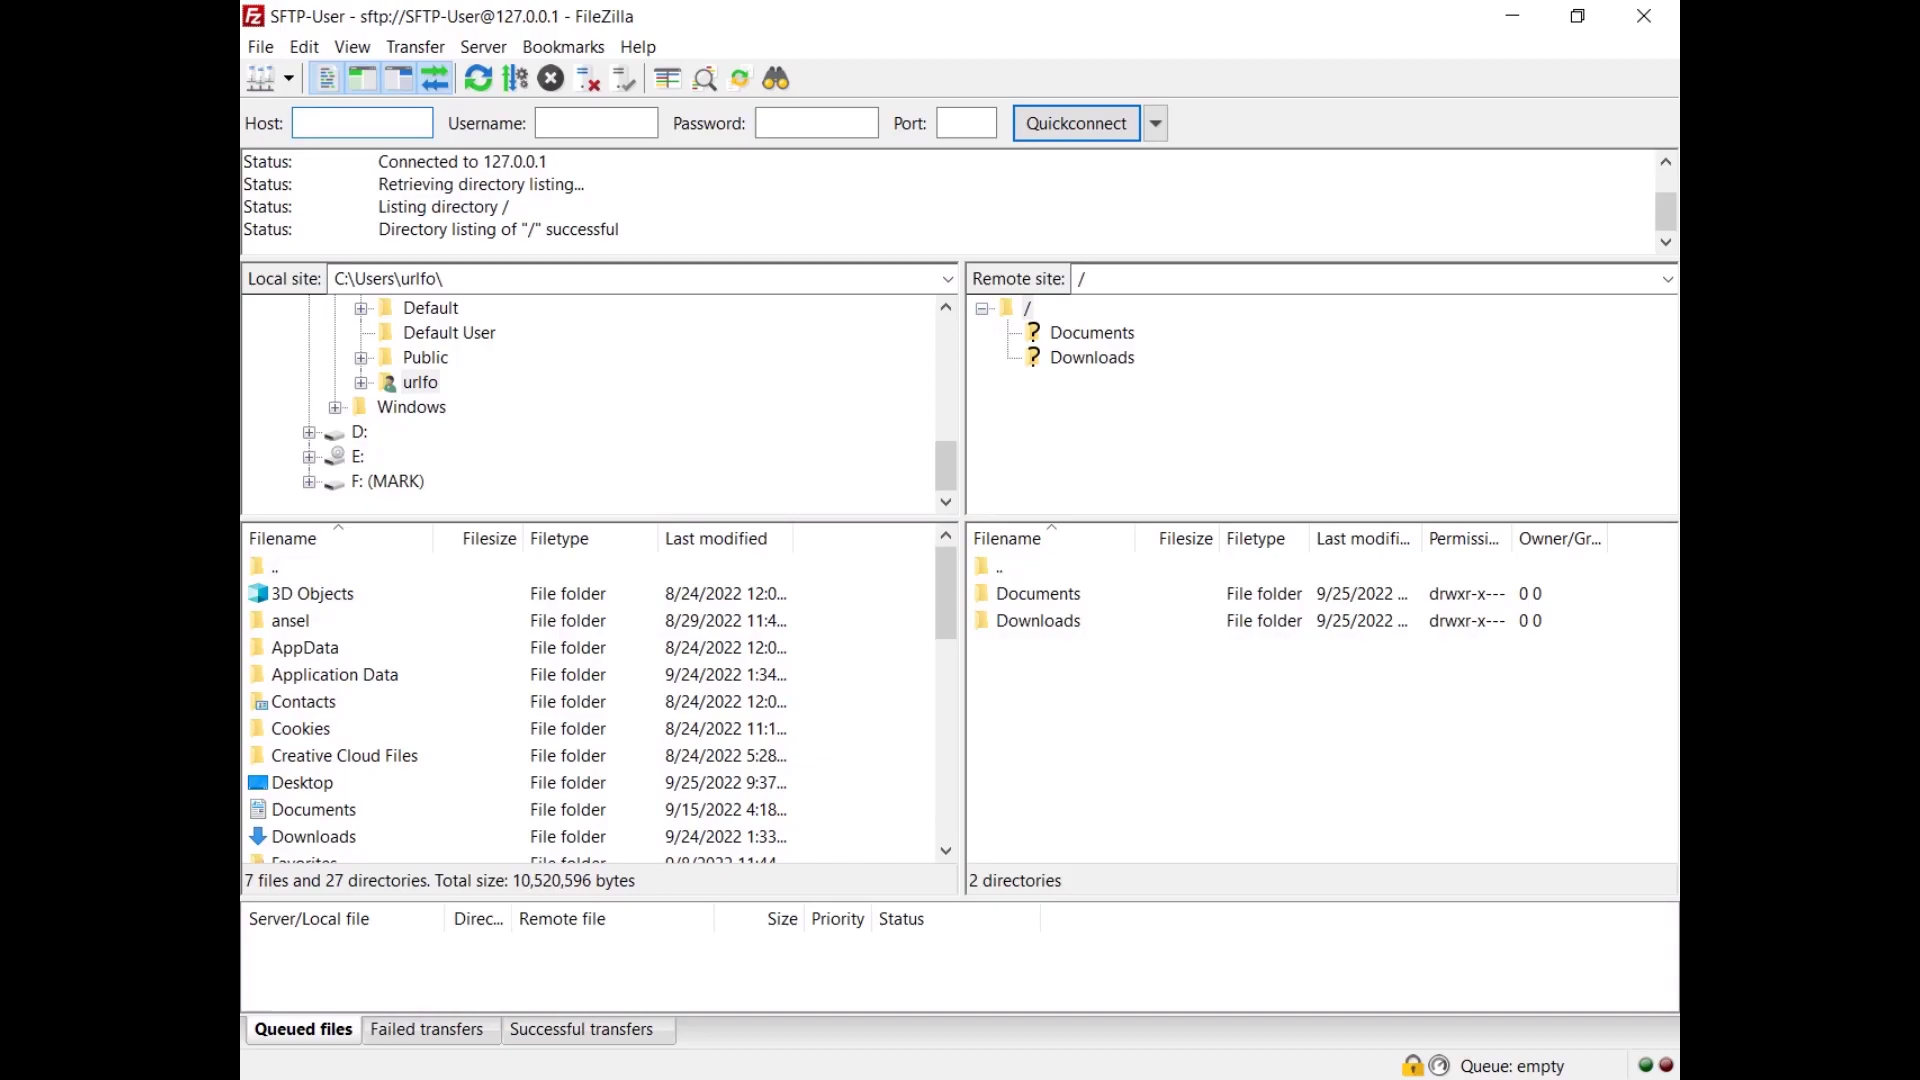 SFTP-User - sftp://SFTP-User@127.0.0.1 - FileZilla
File Edit View Transfer Server Bookmarks Help
Host: Username: Password: Port: Quickconnect
Status: Connected to 127.0.0.1
Status: Retrieving directory listing...
Status: Listing directory /
Status: Directory listing of "/" successful
Local site: C:\Users\urlfo\
Default
Default User
Public
urlfo
Windows
D:
E:
F: (MARK)
Remote site: /
/
? Documents
? Downloads
Filename Filesize Filetype Last modified
..
3D Objects File folder 8/24/2022 12:0...
ansel File folder 8/29/2022 11:4...
AppData File folder 8/24/2022 12:0...
Application Data File folder 9/24/2022 1:34...
Contacts File folder 8/24/2022 12:0...
Cookies File folder 8/24/2022 11:1...
Creative Cloud Files File folder 8/24/2022 5:28...
Desktop File folder 9/25/2022 9:37...
Documents File folder 9/15/2022 4:18...
Downloads File folder 9/24/2022 1:33...
Favorites File folder 9/8/2022 11:44...
7 files and 27 directories. Total size: 10,520,596 bytes
Filename Filesize Filetype Last modifi... Permissi... Owner/Gr...
..
Documents File folder 9/25/2022 ... drwxr-x--- 0 0
Downloads File folder 9/25/2022 ... drwxr-x--- 0 0
2 directories
Server/Local file Direc... Remote file Size Priority Status
Queued files Failed transfers Successful transfers
Queue: empty